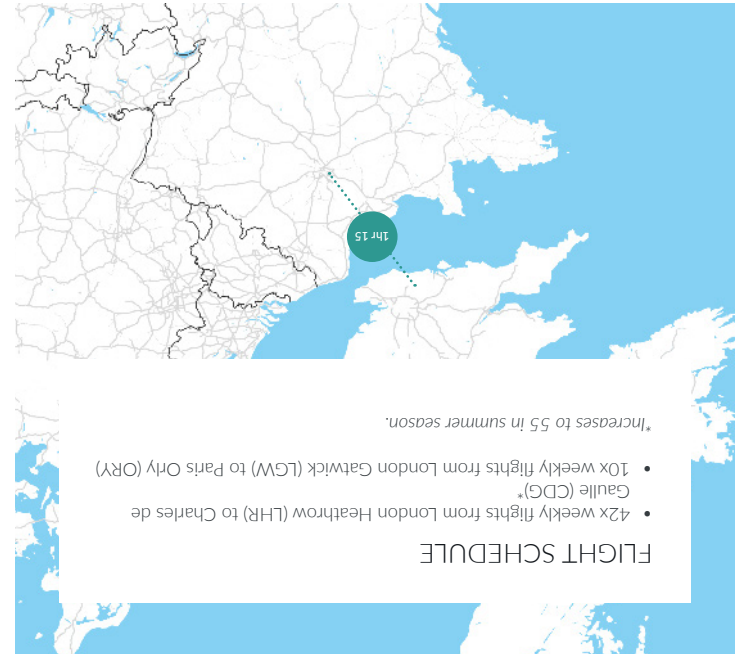 FLIGHT SCHEDULE
• 42x weekly flights from London Heathrow (LHR) to Charles de
Gaulle (CDG)*
• 10x weekly flights from London Gatwick (LGW) to Paris Orly (ORY)
*Increases to 55 in summer season.
1hr 15